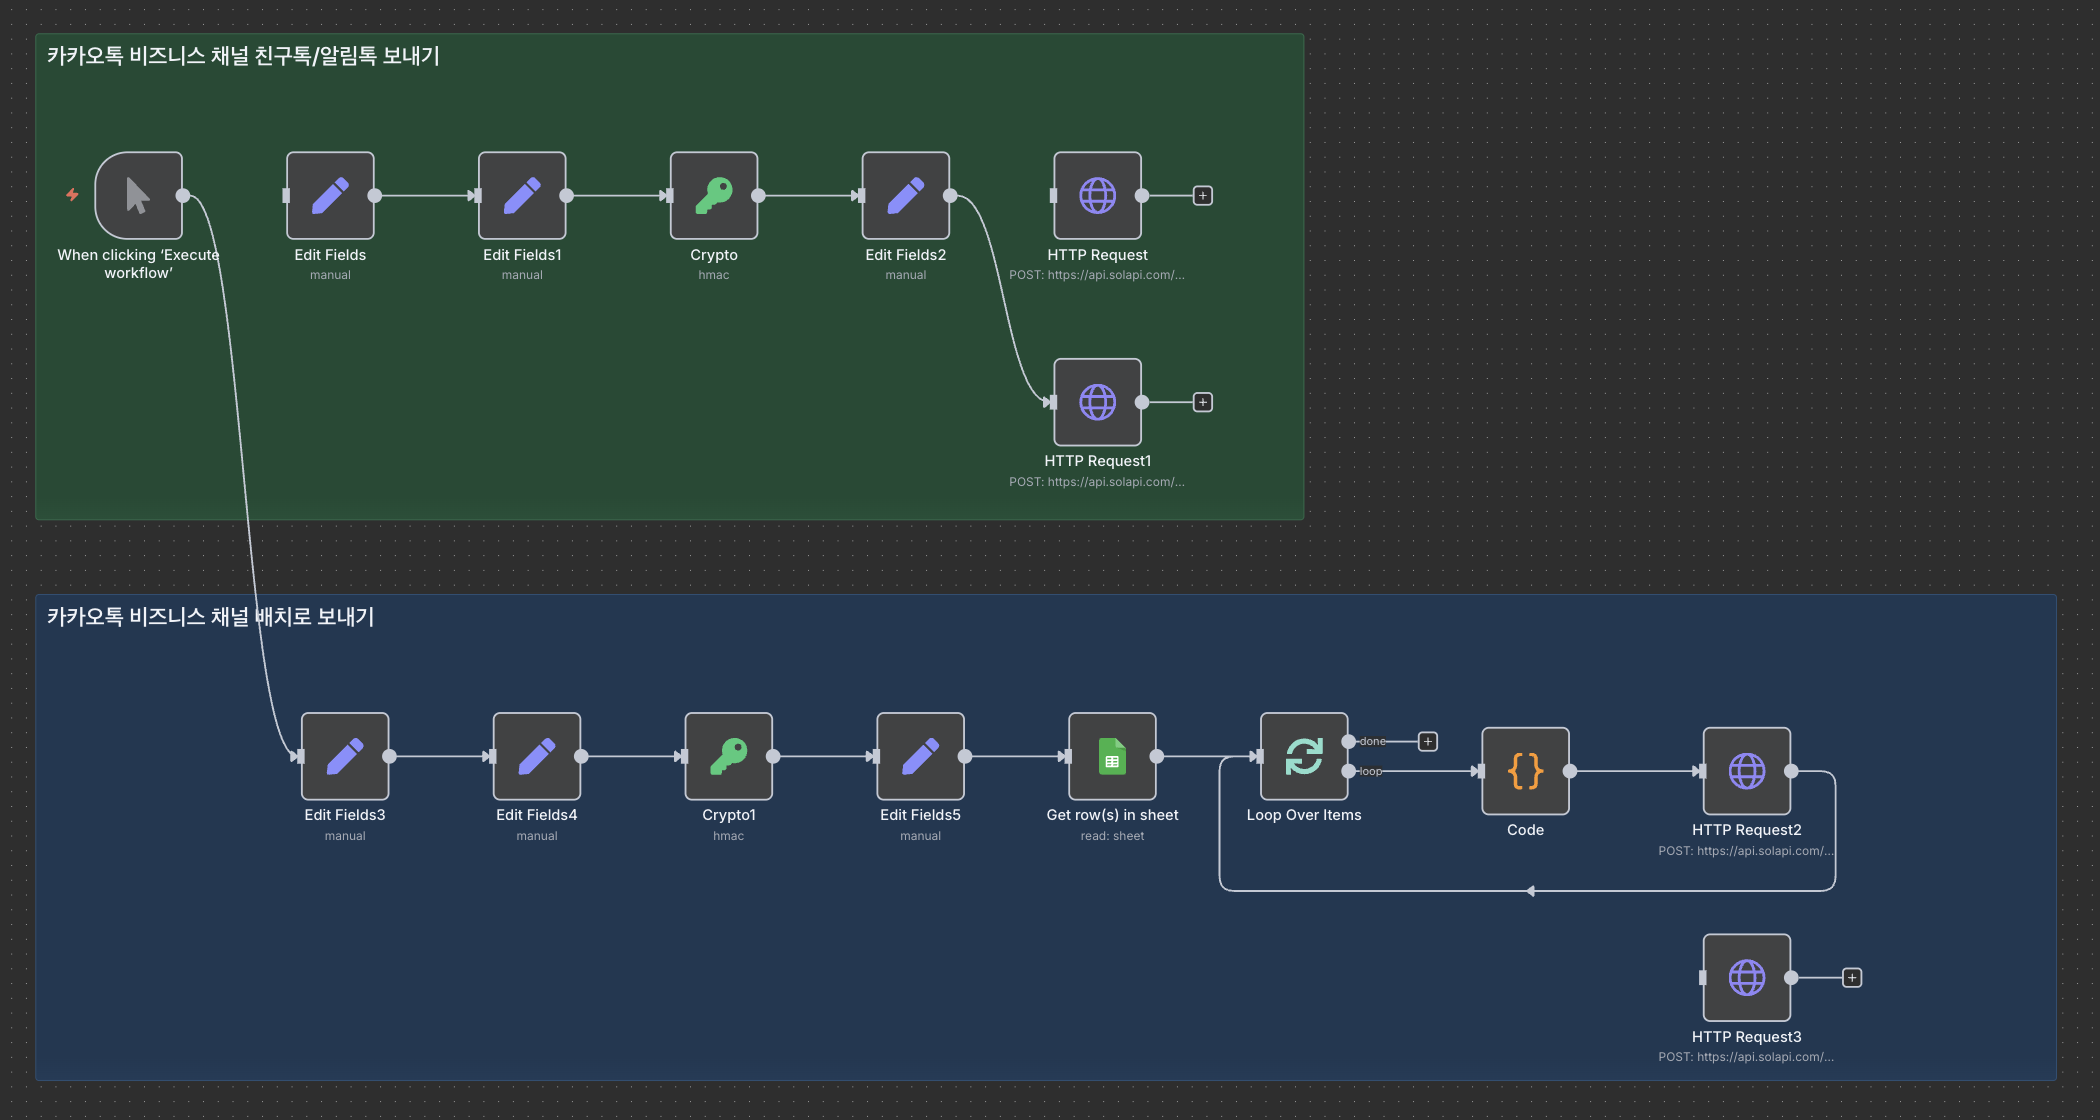 카카오톡 비즈니스 채널 친구톡/알림톡 보내기
When clicking ‘Execute
workflow’
Edit Fields
manual
Edit Fields1
manual
Crypto
hmac
Edit Fields2
manual
HTTP Request
POST: https://api.solapi.com/...
HTTP Request1
POST: https://api.solapi.com/...
카카오톡 비즈니스 채널 배치로 보내기
Edit Fields3
manual
Edit Fields4
manual
Crypto1
hmac
Edit Fields5
manual
Get row(s) in sheet
read: sheet
Loop Over Items
done
loop
Code
HTTP Request2
POST: https://api.solapi.com/...
HTTP Request3
POST: https://api.solapi.com/...